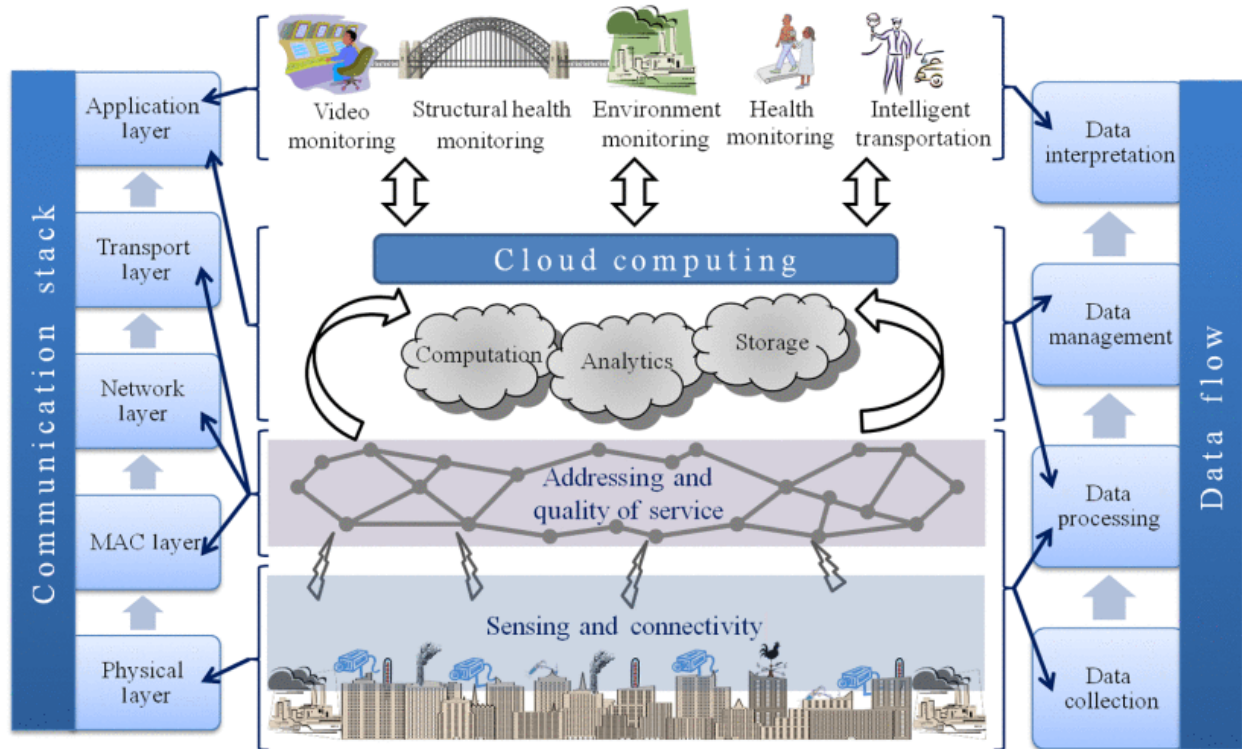 Communication stack
Application
layer
Transport
layer
Network
layer
MAC layer
Physical
layer
Video
monitoring
Structural health
monitoring
Environment
monitoring
Health
monitoring
Intelligent
transportation
Cloud computing
Computation
Analytics
Storage
Addressing and
quality of service
Sensing and connectivity
Data
interpretation
Data
management
Data
processing
Data
collection
Data flow